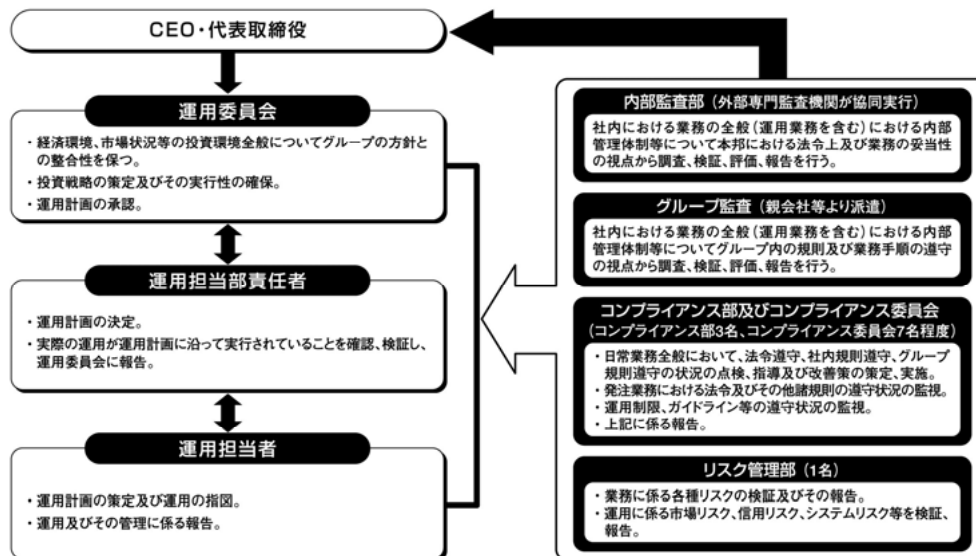 CEO・代表取締役
運用委員会
・経済環境、市場状況等の投資環境全般についてグループの方針と
の整合性を保つ。
・投資戦略の策定及びその実行性の確保。
・運用計画の承認。
運用担当部責任者
・運用計画の決定。
・実際の運用が運用計画に沿って実行されていることを確認、検証し、
運用委員会に報告。
運用担当者
・運用計画の策定及び運用の指図。
・運用及びその管理に係る報告。
内部監査部（外部専門監査機関が協同実行）
社内における業務の全般（運用業務を含む）における内部
管理体制等について本邦における法令上及び業務の妥当性
の視点から調査、検証、評価、報告を行う。
グループ監査（親会社等より派遣）
社内における業務の全般（運用業務を含む）における内部
管理体制等についてグループ内の規則及び業務手順の遵守
の視点から調査、検証、評価、報告を行う。
コンプライアンス部及びコンプライアンス委員会
（コンプライアンス部3名、コンプライアンス委員会7名程度）
・日常業務全般において、法令遵守、社内規則遵守、グループ
規則遵守の状況の点検、指導及び改善策の策定、実施。
・発注業務における法令及びその他諸規則の遵守状況の監視。
・運用制限、ガイドライン等の遵守状況の監視。
・上記に係る報告。
リスク管理部（1名）
・業務に係る各種リスクの検証及びその報告。
・運用に係る市場リスク、信用リスク、システムリスク等を検証、
報告。